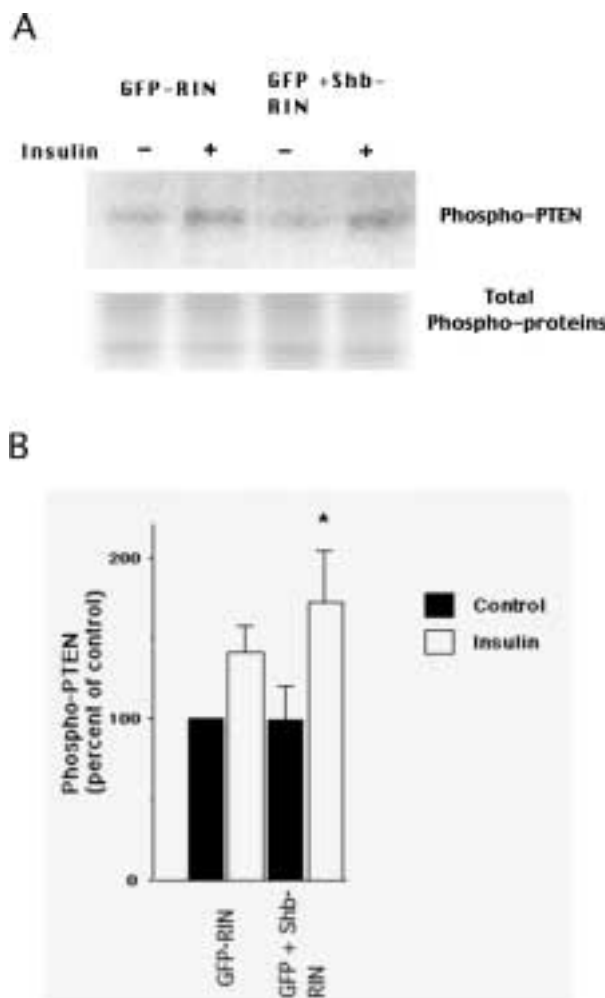 A
GFP-RIN
GFP +Shb-
RIN
Insulin - + - +
Phospho-PTEN
Total
Phospho-proteins
B
*
200
100
0
Phospho-PTEN
(percent of control)
Control
Insulin
GFP-RIN
GFP + Shb-
RIN